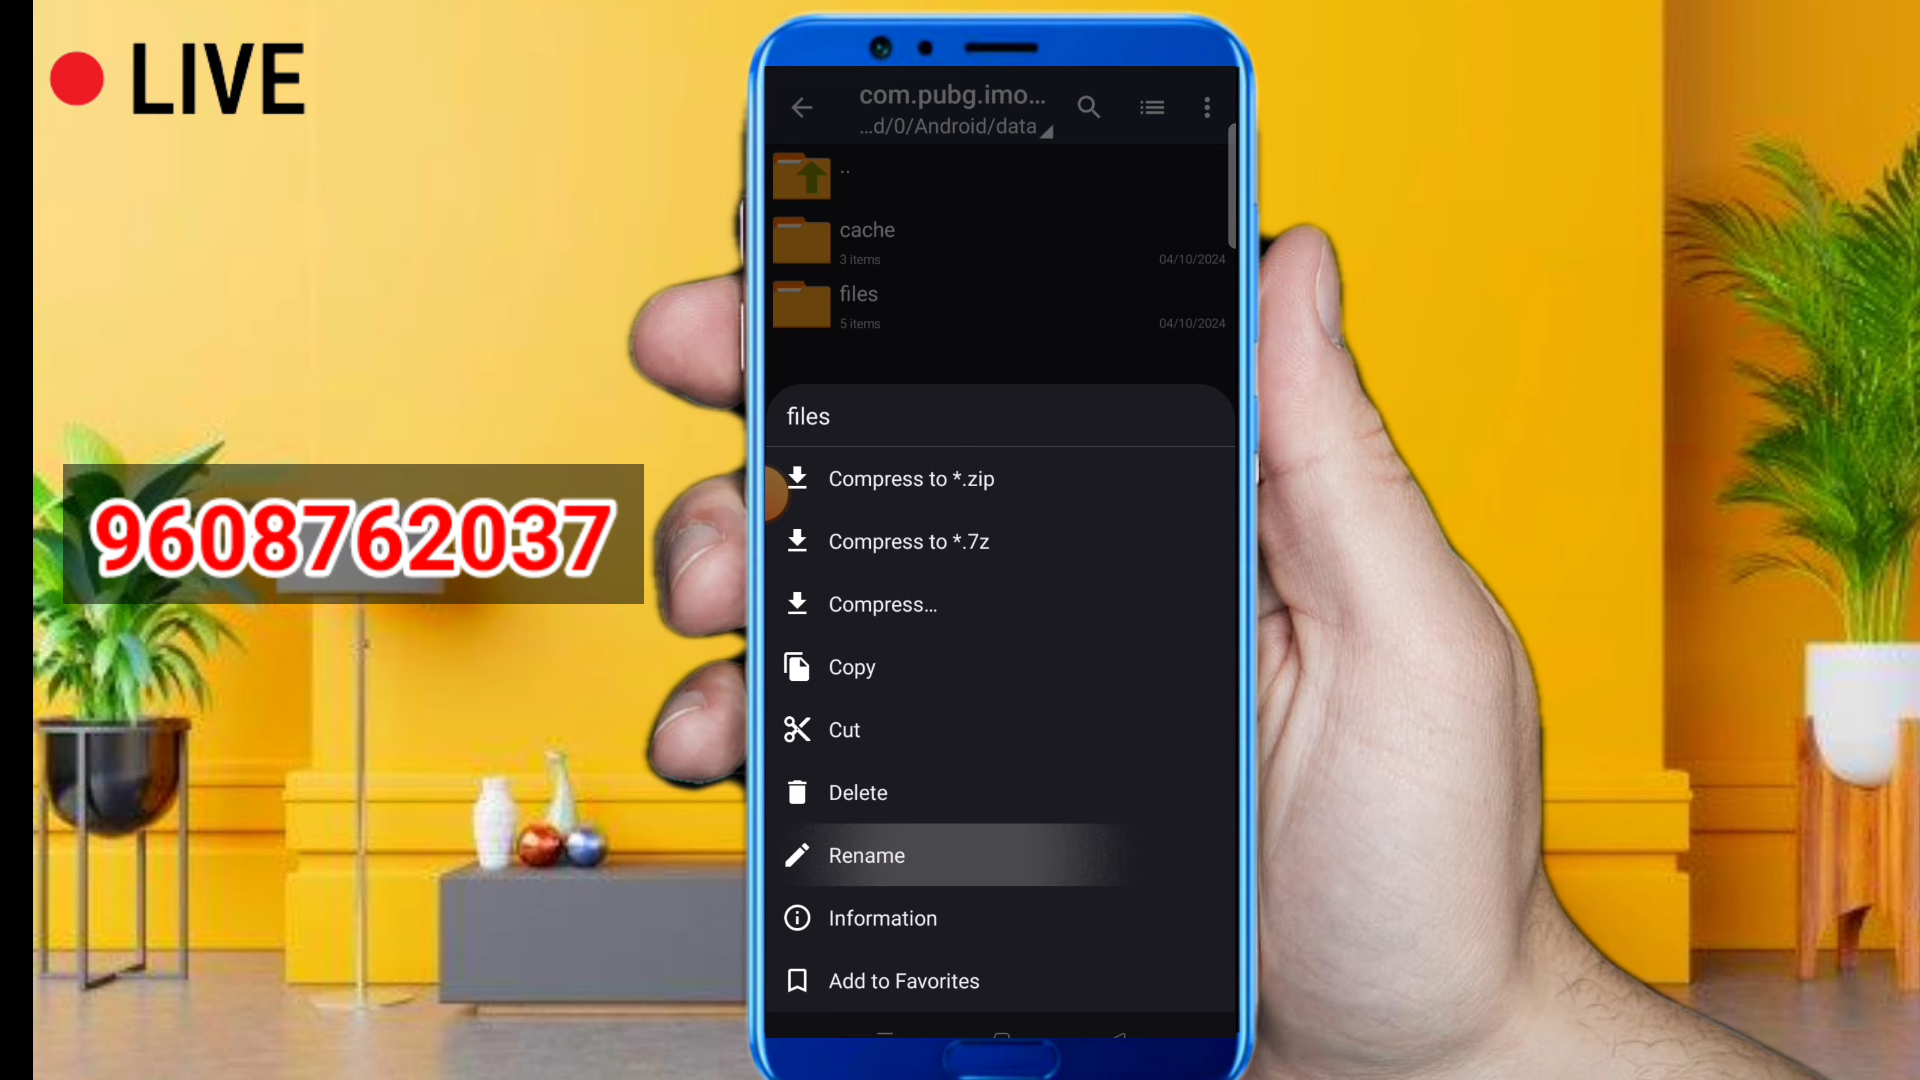 LIVE
9608762037
com.pubg.imo...
...d/0/Android/data
..
cache
3 items
04/10/2024
files
5 items
04/10/2024
files
Compress to *.zip
Compress to *.7z
Compress...
Copy
Cut
Delete
Rename
Information
Add to Favorites